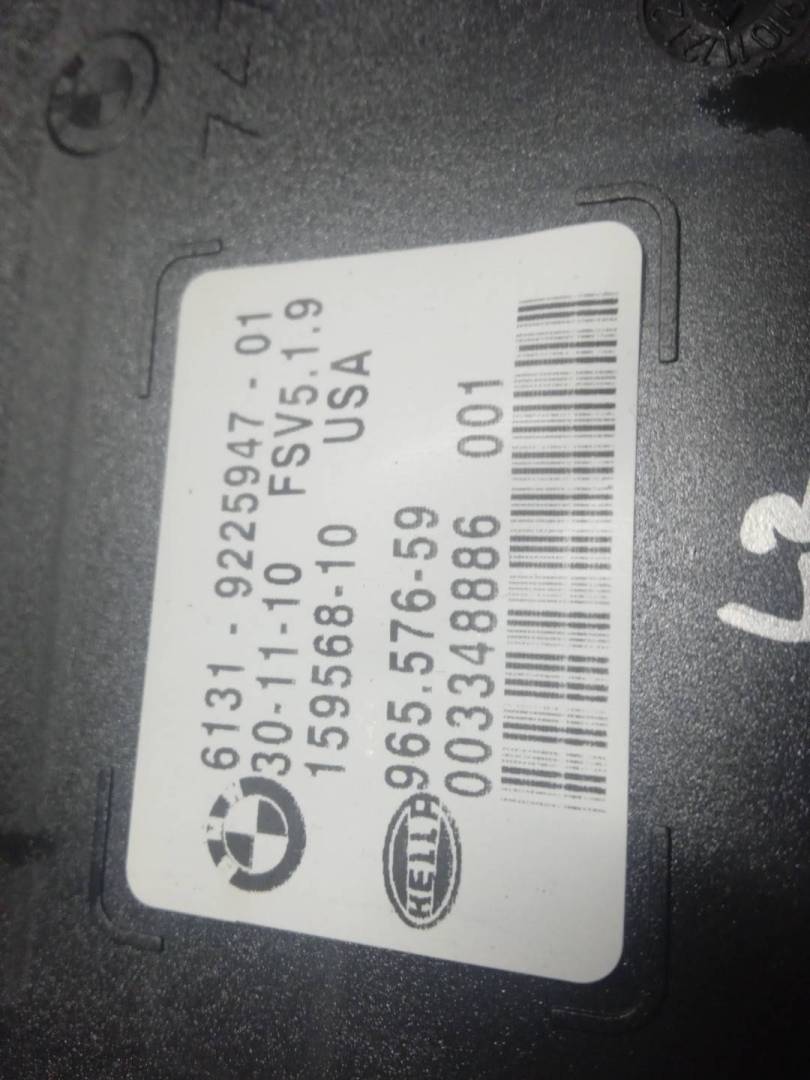 6131 - 9225947 - 01
30-11-10 FSV5.1.9
159568-10 USA
HELLA
965.576-59
003348886 001